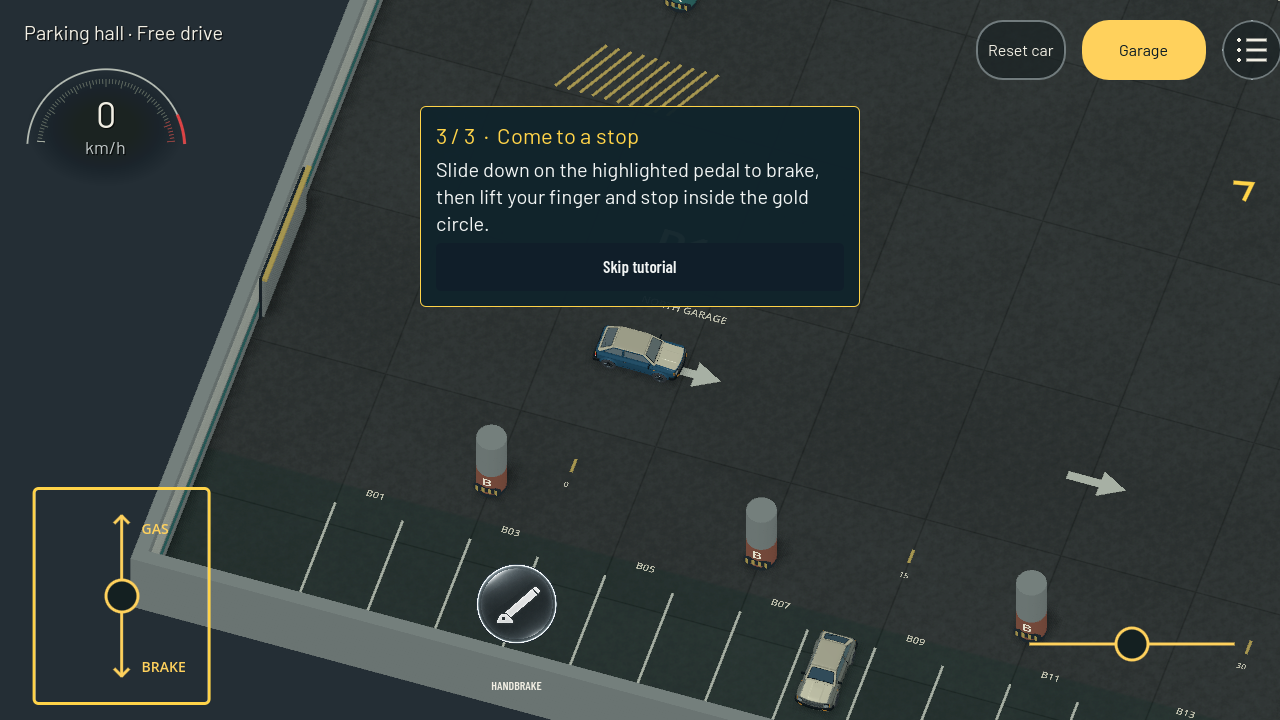 Parking hall · Free drive
0
km/h
Reset car
Garage
3 / 3 · Come to a stop
Slide down on the highlighted pedal to brake,
then lift your finger and stop inside the gold
circle.
Skip tutorial
GARAGE
7
GAS
BRAKE
HANDBRAKE
B
B
B
0
15
30
B01
B03
B05
B07
B09
B11
B13